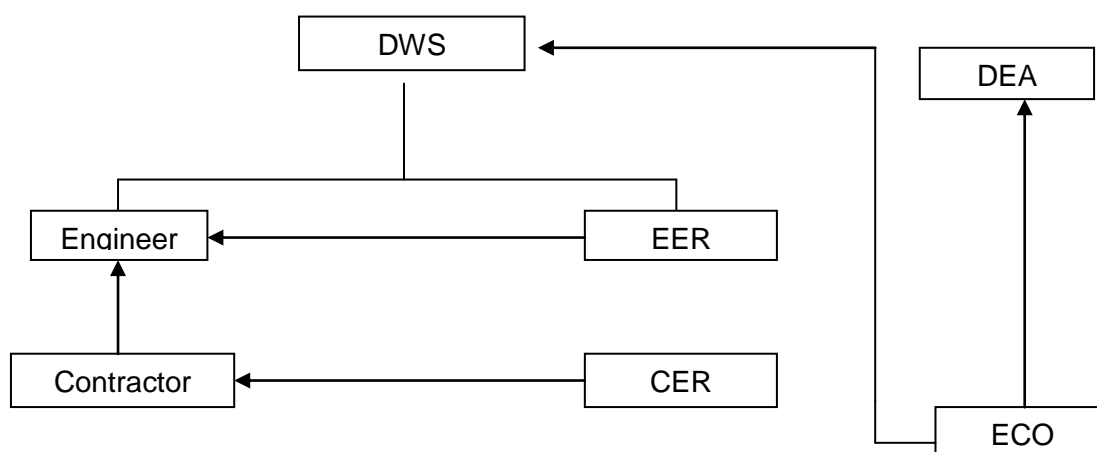 DWS
DEA
Engineer
EER
Contractor
CER
ECO